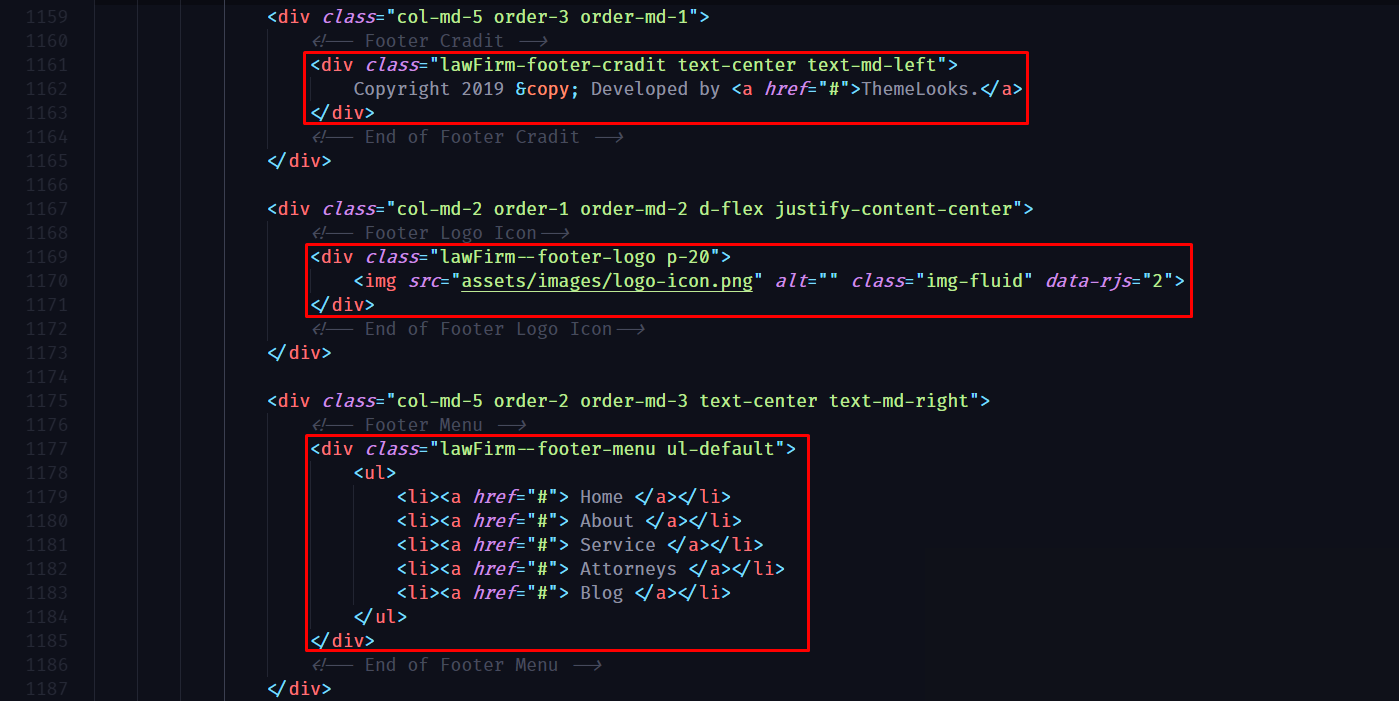 1159 <div class="col-md-5 order-3 order-md-1">
1160 <!-- Footer Cradit -->
1161 <div class="lawFirm-footer-cradit text-center text-md-left">
1162 Copyright 2019 &copy; Developed by <a href="#">ThemeLooks.</a>
1163 </div>
1164 <!-- End of Footer Cradit -->
1165 </div>
1166
1167 <div class="col-md-2 order-1 order-md-2 d-flex justify-content-center">
1168 <!-- Footer Logo Icon-->
1169 <div class="lawFirm--footer-logo p-20">
1170 <img src="assets/images/logo-icon.png" alt="" class="img-fluid" data-rjs="2">
1171 </div>
1172 <!-- End of Footer Logo Icon-->
1173 </div>
1174
1175 <div class="col-md-5 order-2 order-md-3 text-center text-md-right">
1176 <!-- Footer Menu -->
1177 <div class="lawFirm--footer-menu ul-default">
1178 <ul>
1179 <li><a href="#"> Home </a></li>
1180 <li><a href="#"> About </a></li>
1181 <li><a href="#"> Service </a></li>
1182 <li><a href="#"> Attorneys </a></li>
1183 <li><a href="#"> Blog </a></li>
1184 </ul>
1185 </div>
1186 <!-- End of Footer Menu -->
1187 </div>